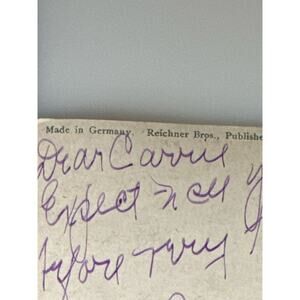 Made in Germany. Reichner Bros., Publishe
Dear Carrie
Expect
before very